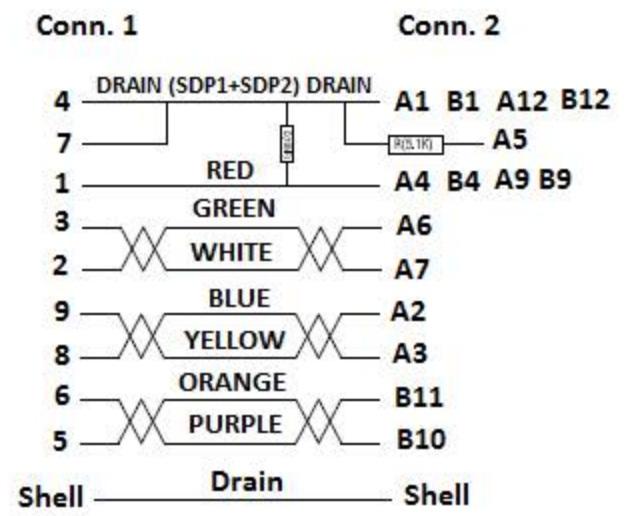 Conn. 1 Conn. 2
DRAIN (SDP1+SDP2) DRAIN
4 A1 B1 A12 B12
7 R(5.1K) A5
RED
1 A4 B4 A9 B9
GREEN
3 A6
WHITE
2 A7
BLUE
9 A2
YELLOW
8 A3
ORANGE
6 B11
PURPLE
5 B10
Drain
Shell Shell